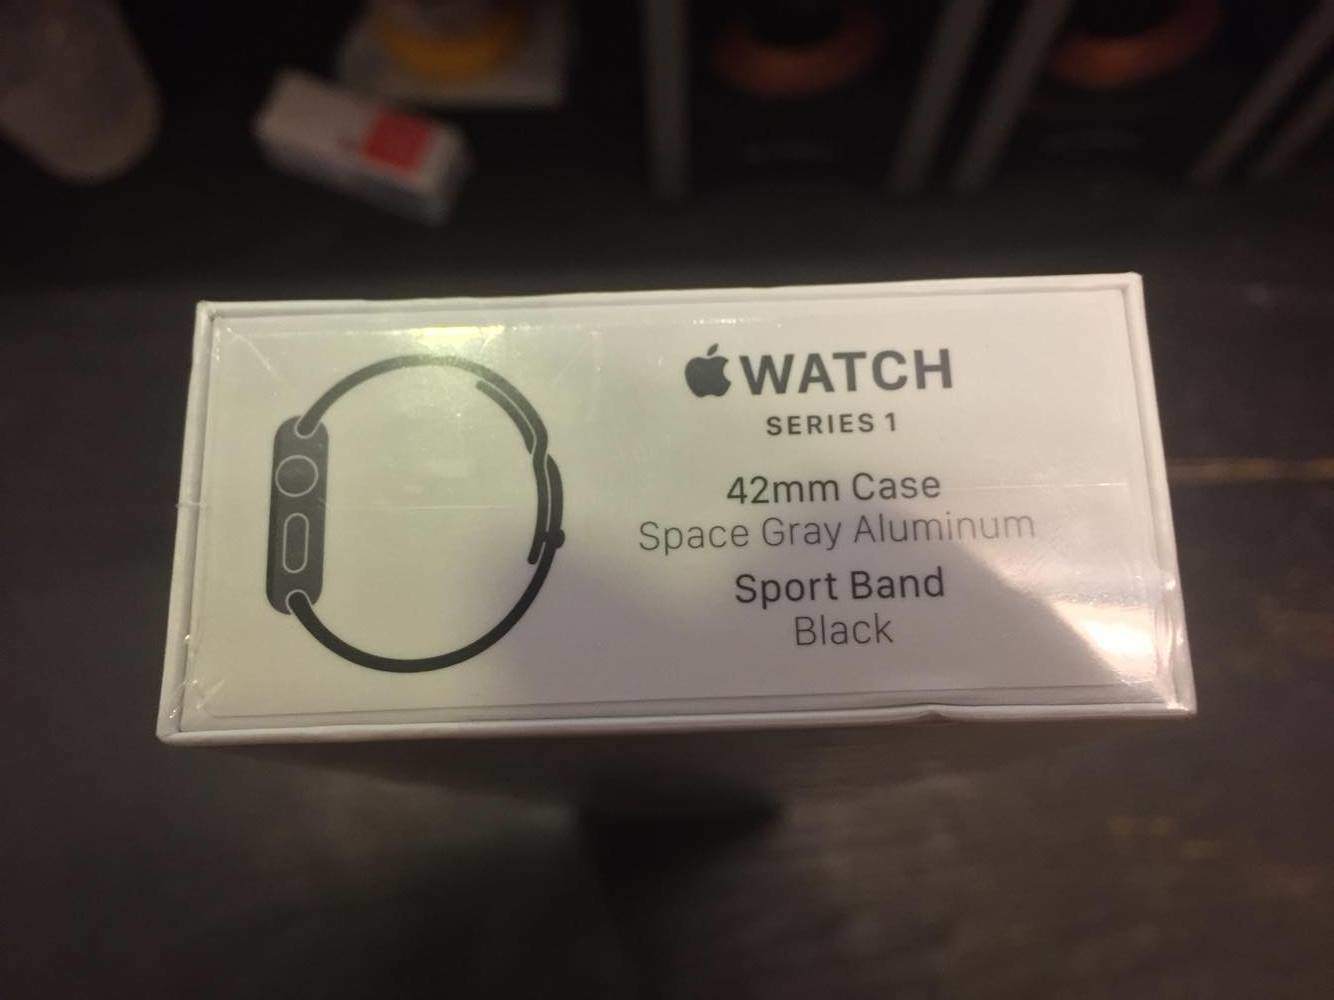 WATCH
SERIES 1
42mm Case
Space Gray Aluminum
Sport Band
Black